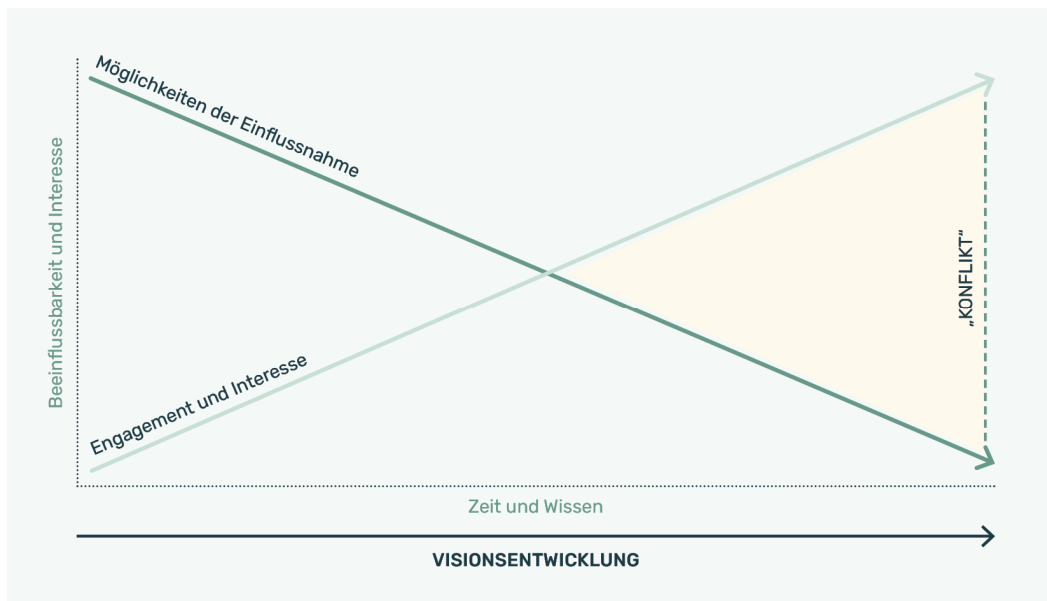 Möglichkeiten der Einflussnahme
Beeinflussbarkeit und Interesse
„KONFLIKT“
Engagement und Interesse
Zeit und Wissen
VISIONSENTWICKLUNG